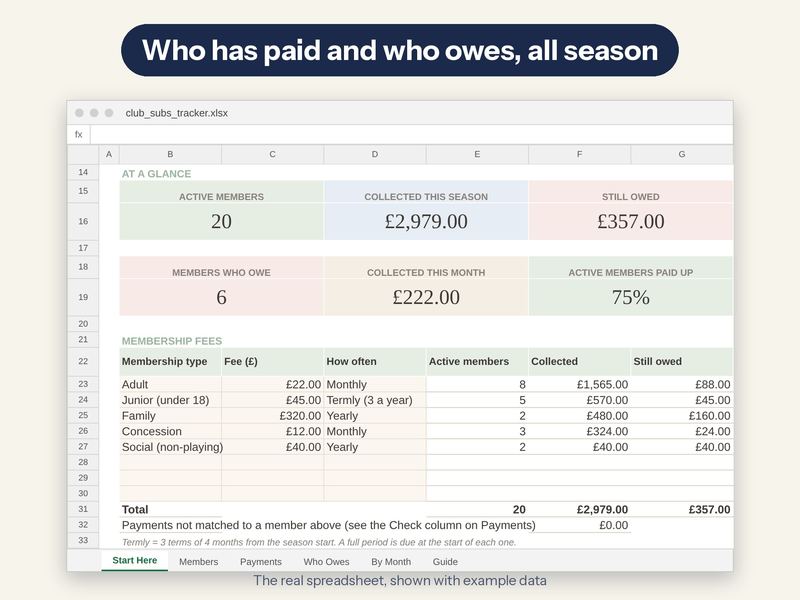 Who has paid and who owes, all season
club_subs_tracker.xlsx
fx
A B C D E F G
14 AT A GLANCE
15 ACTIVE MEMBERS COLLECTED THIS SEASON STILL OWED
16 20 £2,979.00 £357.00
17
18 MEMBERS WHO OWE COLLECTED THIS MONTH ACTIVE MEMBERS PAID UP
19 6 £222.00 75%
20
21 MEMBERSHIP FEES
22 Membership type Fee (£) How often Active members Collected Still owed
23 Adult £22.00 Monthly 8 £1,565.00 £88.00
24 Junior (under 18) £45.00 Termly (3 a year) 5 £570.00 £45.00
25 Family £320.00 Yearly 2 £480.00 £160.00
26 Concession £12.00 Monthly 3 £324.00 £24.00
27 Social (non-playing) £40.00 Yearly 2 £40.00 £40.00
28
29
30
31 Total 20 £2,979.00 £357.00
32 Payments not matched to a member above (see the Check column on Payments) £0.00
33 Termly = 3 terms of 4 months from the season start. A full period is due at the start of each one.
Start Here Members Payments Who Owes By Month Guide
The real spreadsheet, shown with example data